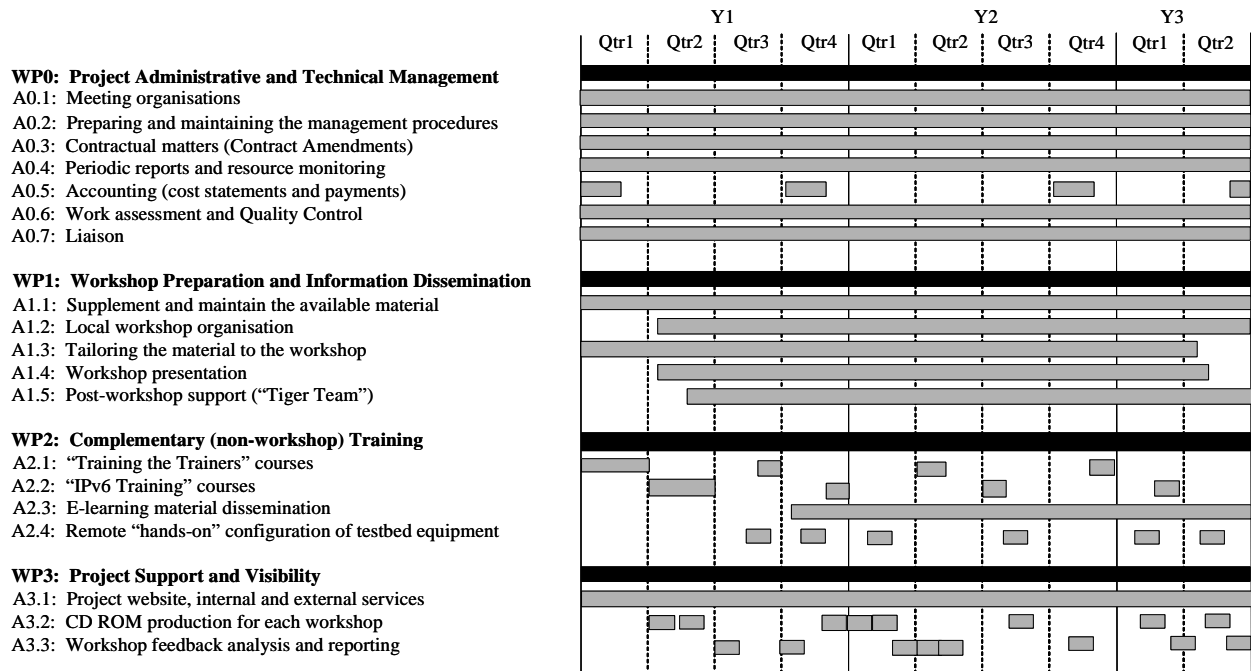 Y1 Y2 Y3
Qtr1 Qtr2 Qtr3 Qtr4 Qtr1 Qtr2 Qtr3 Qtr4 Qtr1 Qtr2
WP0: Project Administrative and Technical Management
A0.1: Meeting organisations
A0.2: Preparing and maintaining the management procedures
A0.3: Contractual matters (Contract Amendments)
A0.4: Periodic reports and resource monitoring
A0.5: Accounting (cost statements and payments)
A0.6: Work assessment and Quality Control
A0.7: Liaison
WP1: Workshop Preparation and Information Dissemination
A1.1: Supplement and maintain the available material
A1.2: Local workshop organisation
A1.3: Tailoring the material to the workshop
A1.4: Workshop presentation
A1.5: Post-workshop support (“Tiger Team”)
WP2: Complementary (non-workshop) Training
A2.1: “Training the Trainers” courses
A2.2: “IPv6 Training” courses
A2.3: E-learning material dissemination
A2.4: Remote “hands-on” configuration of testbed equipment
WP3: Project Support and Visibility
A3.1: Project website, internal and external services
A3.2: CD ROM production for each workshop
A3.3: Workshop feedback analysis and reporting